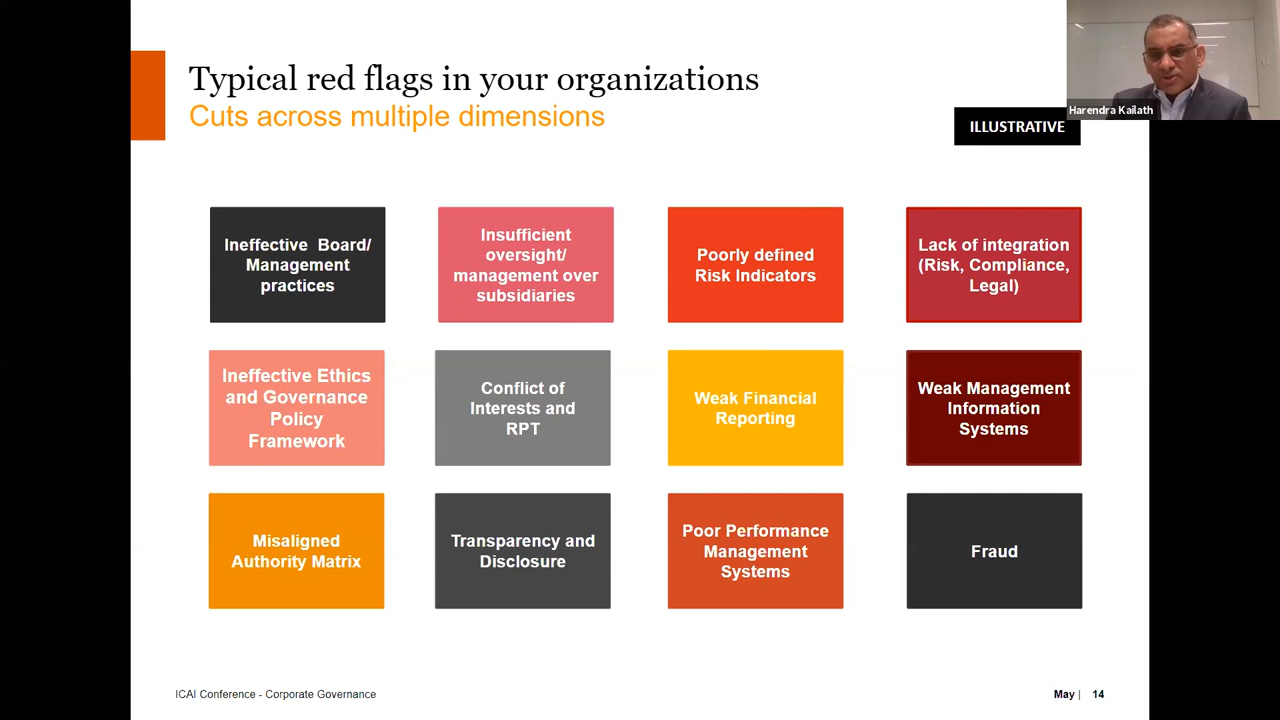 Typical red flags in your organizations
Cuts across multiple dimensions
Harendra Kailath
ILLUSTRATIVE
Ineffective Board/
Management
practices
Insufficient
oversight/
management over
subsidiaries
Poorly defined
Risk Indicators
Lack of integration
(Risk, Compliance,
Legal)
Ineffective Ethics
and Governance
Policy
Framework
Conflict of
Interests and
RPT
Weak Financial
Reporting
Weak Management
Information
Systems
Misaligned
Authority Matrix
Transparency and
Disclosure
Poor Performance
Management
Systems
Fraud
ICAI Conference - Corporate Governance
May | 14